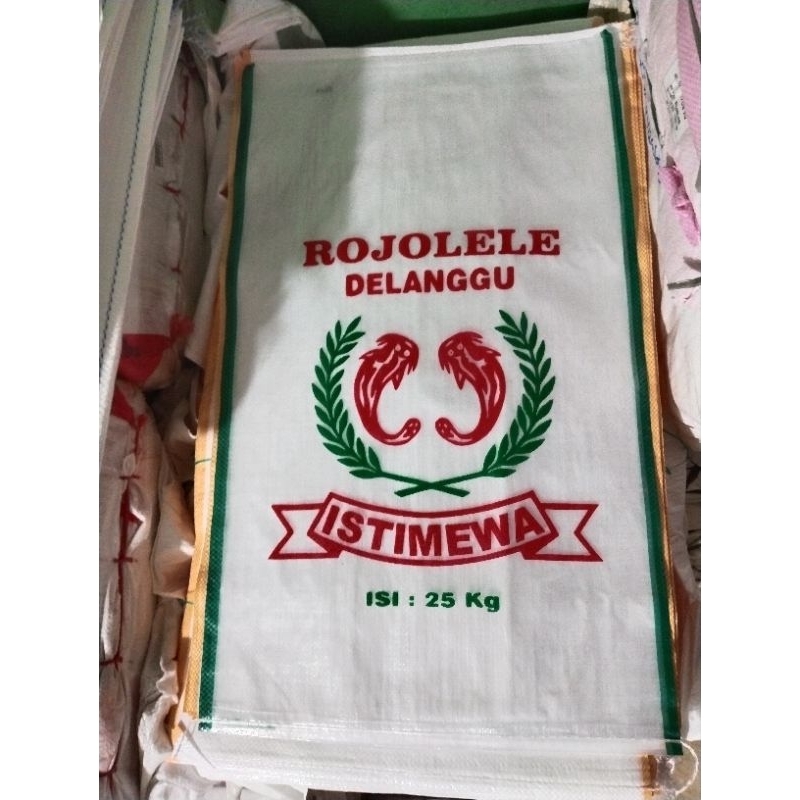 ROJOLELE
DELANGGU
ISTIMEWA
ISI : 25 Kg